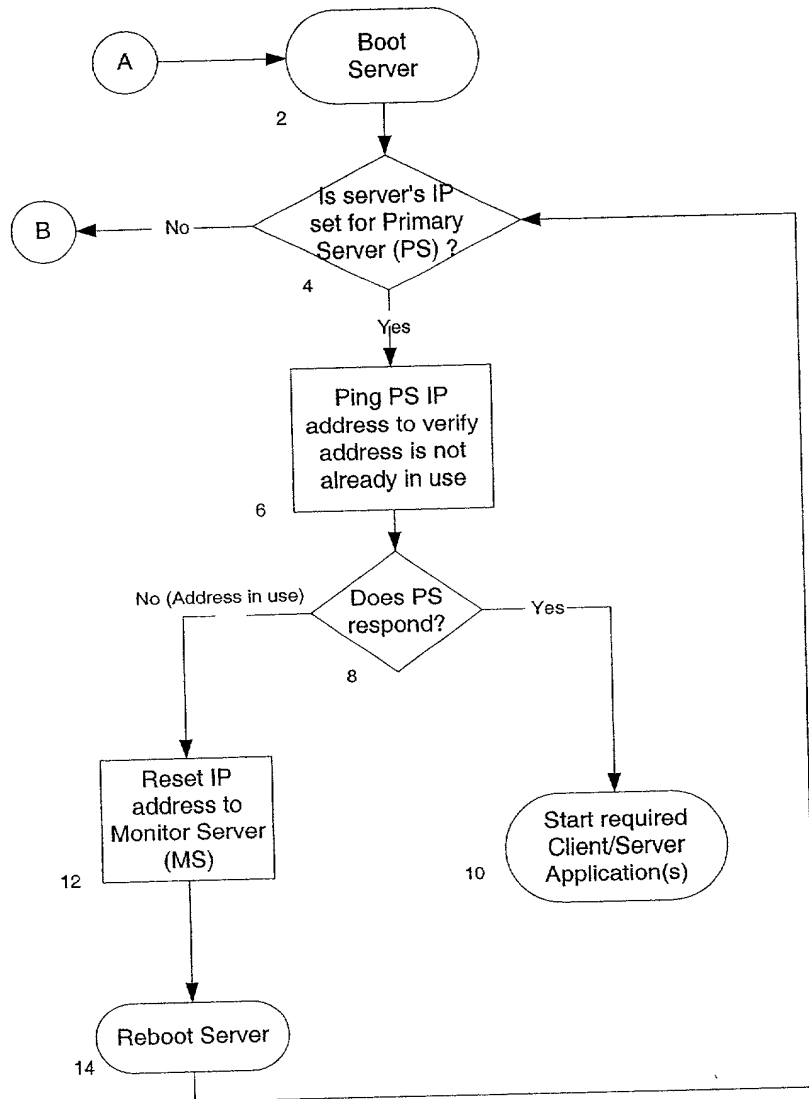 A
Boot
Server
2
Is server's IP
set for Primary
Server (PS) ?
B
No
4
Yes
Ping PS IP
address to verify
address is not
already in use
6
No (Address in use)
Does PS
respond?
Yes
8
Reset IP
address to
Monitor Server
(MS)
12
Start required
Client/Server
Application(s)
10
Reboot Server
14